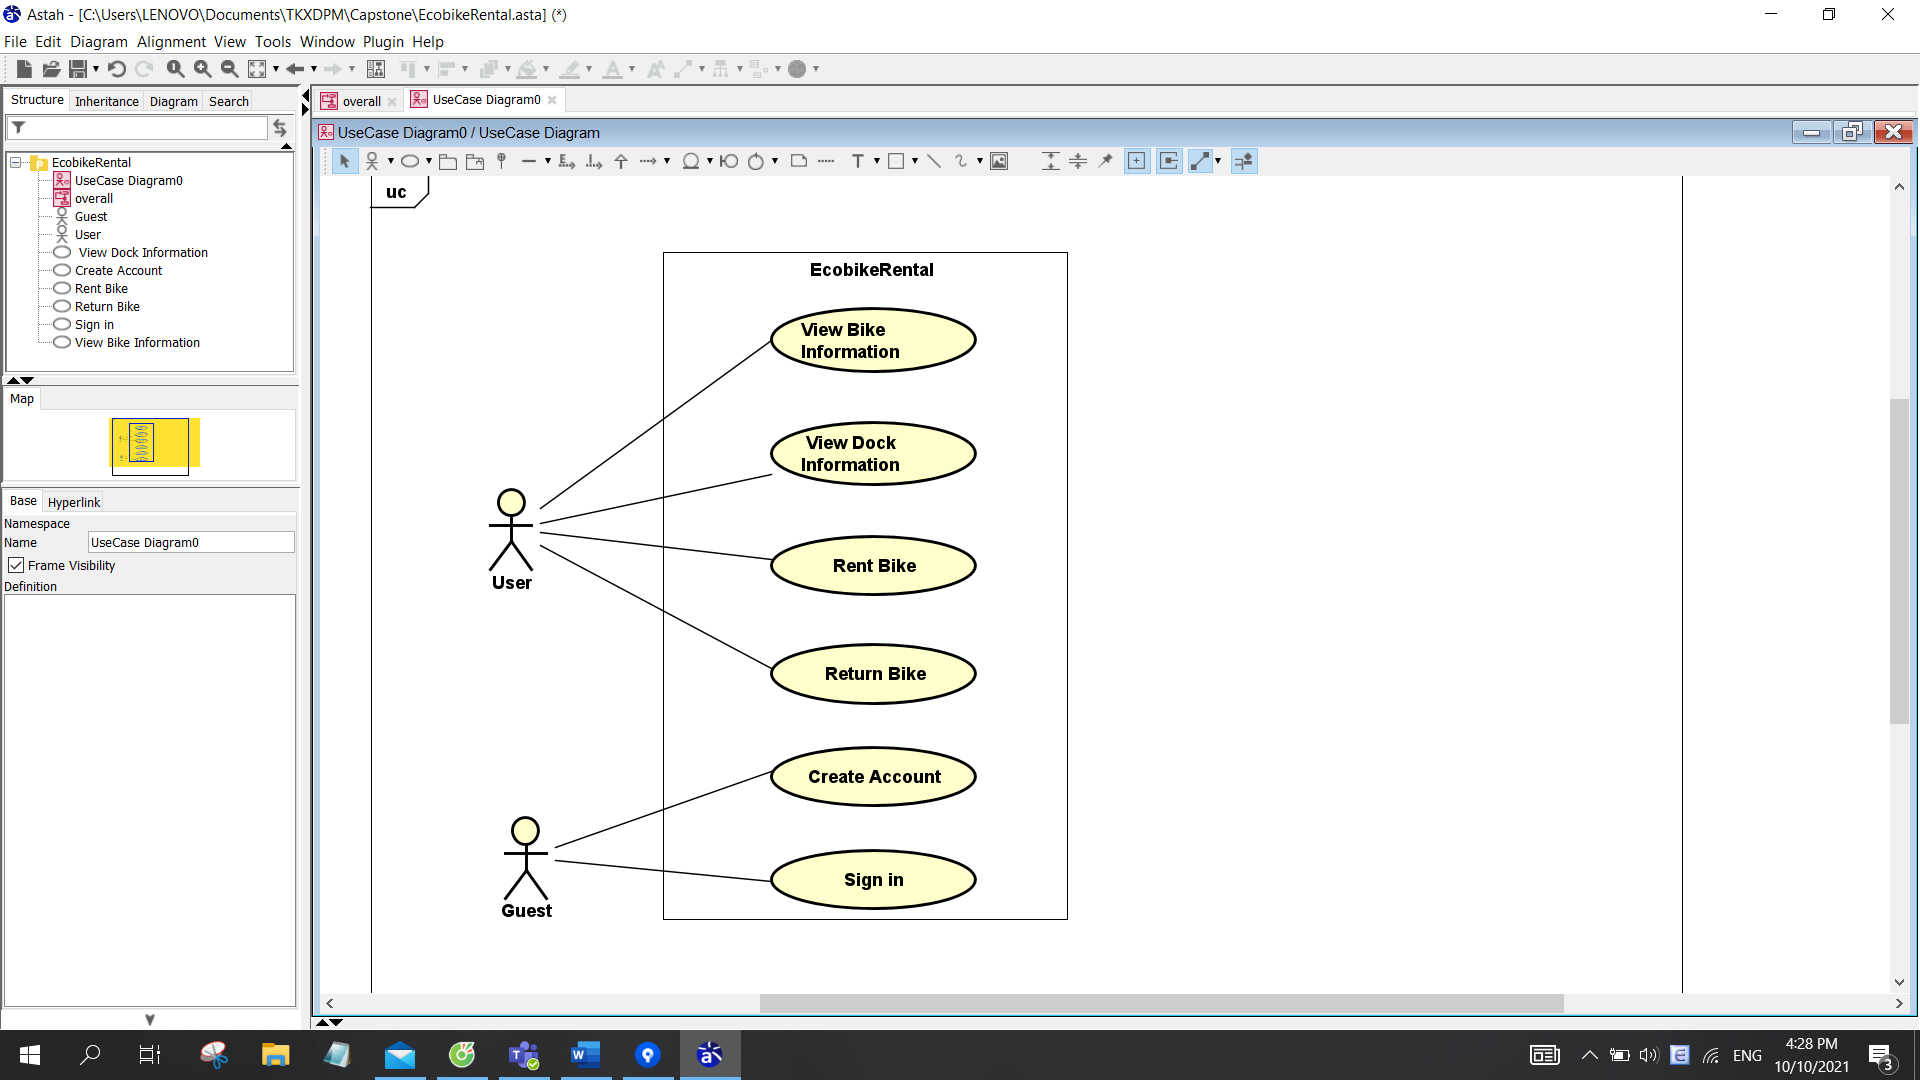 Astah - [C:\Users\LENOVO\Documents\TKXDPM\Capstone\EcobikeRental.asta] (*)
File Edit Diagram Alignment View Tools Window Plugin Help
Structure Inheritance Diagram Search
overall UseCase Diagram0
UseCase Diagram0 / UseCase Diagram
EcobikeRental
UseCase Diagram0
overall
Guest
User
View Dock Information
Create Account
Rent Bike
Return Bike
Sign in
View Bike Information
Map
Base Hyperlink
Namespace
Name UseCase Diagram0
Frame Visibility
Definition
uc
EcobikeRental
View Bike
Information
View Dock
Information
Rent Bike
User
Return Bike
Create Account
Sign in
Guest
ENG
4:28 PM
10/10/2021
3